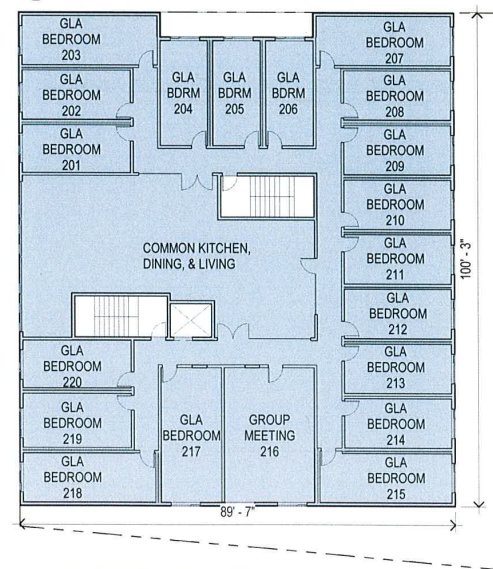 GLA
BEDROOM
203
GLA
BDRM
204
GLA
BDRM
205
GLA
BDRM
206
GLA
BEDROOM
207
GLA
BEDROOM
202
GLA
BEDROOM
208
GLA
BEDROOM
201
GLA
BEDROOM
209
GLA
BEDROOM
210
COMMON KITCHEN,
DINING, & LIVING
GLA
BEDROOM
211
100' - 3"
GLA
BEDROOM
212
GLA
BEDROOM
220
GLA
BEDROOM
213
GLA
BEDROOM
219
GLA
BEDROOM
217
GROUP
MEETING
216
GLA
BEDROOM
214
GLA
BEDROOM
218
GLA
BEDROOM
215
89' - 7"